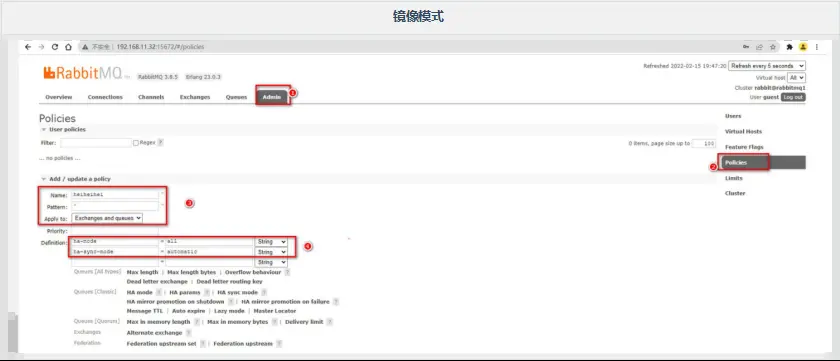 镜像模式
不安全 | 192.168.11.32:15672/#/policies
RabbitMQ TM RabbitMQ 3.8.5 Erlang 23.0.3
Refreshed 2022-02-15 19:47:20 Refresh every 5 seconds
Virtual host All
Cluster rabbit@rabbitmq1
User guest Log out
Overview Connections Channels Exchanges Queues Admin 1
Policies
User policies
Filter: Regex ?
0 items, page size up to 100
... no policies ...
Add / update a policy
Name: heiheihei *
Pattern: ^ *
Apply to: Exchanges and queues
3
Priority:
Definition: ha-mode = all String
ha-sync-mode = automatic String
= String
4
Queues [All types] Max length | Max length bytes | Overflow behaviour ?
Dead letter exchange | Dead letter routing key
Queues [Classic] HA mode ? | HA params ? | HA sync mode ?
HA mirror promotion on shutdown ? | HA mirror promotion on failure ?
Message TTL | Auto expire | Lazy mode | Master Locator
Queues [Quorum] Max in memory length ? | Max in memory bytes ? | Delivery limit ?
Exchanges Alternate exchange ?
Federation Federation upstream set ? | Federation upstream ?
Users
Virtual Hosts
Feature Flags
2 Policies
Limits
Cluster